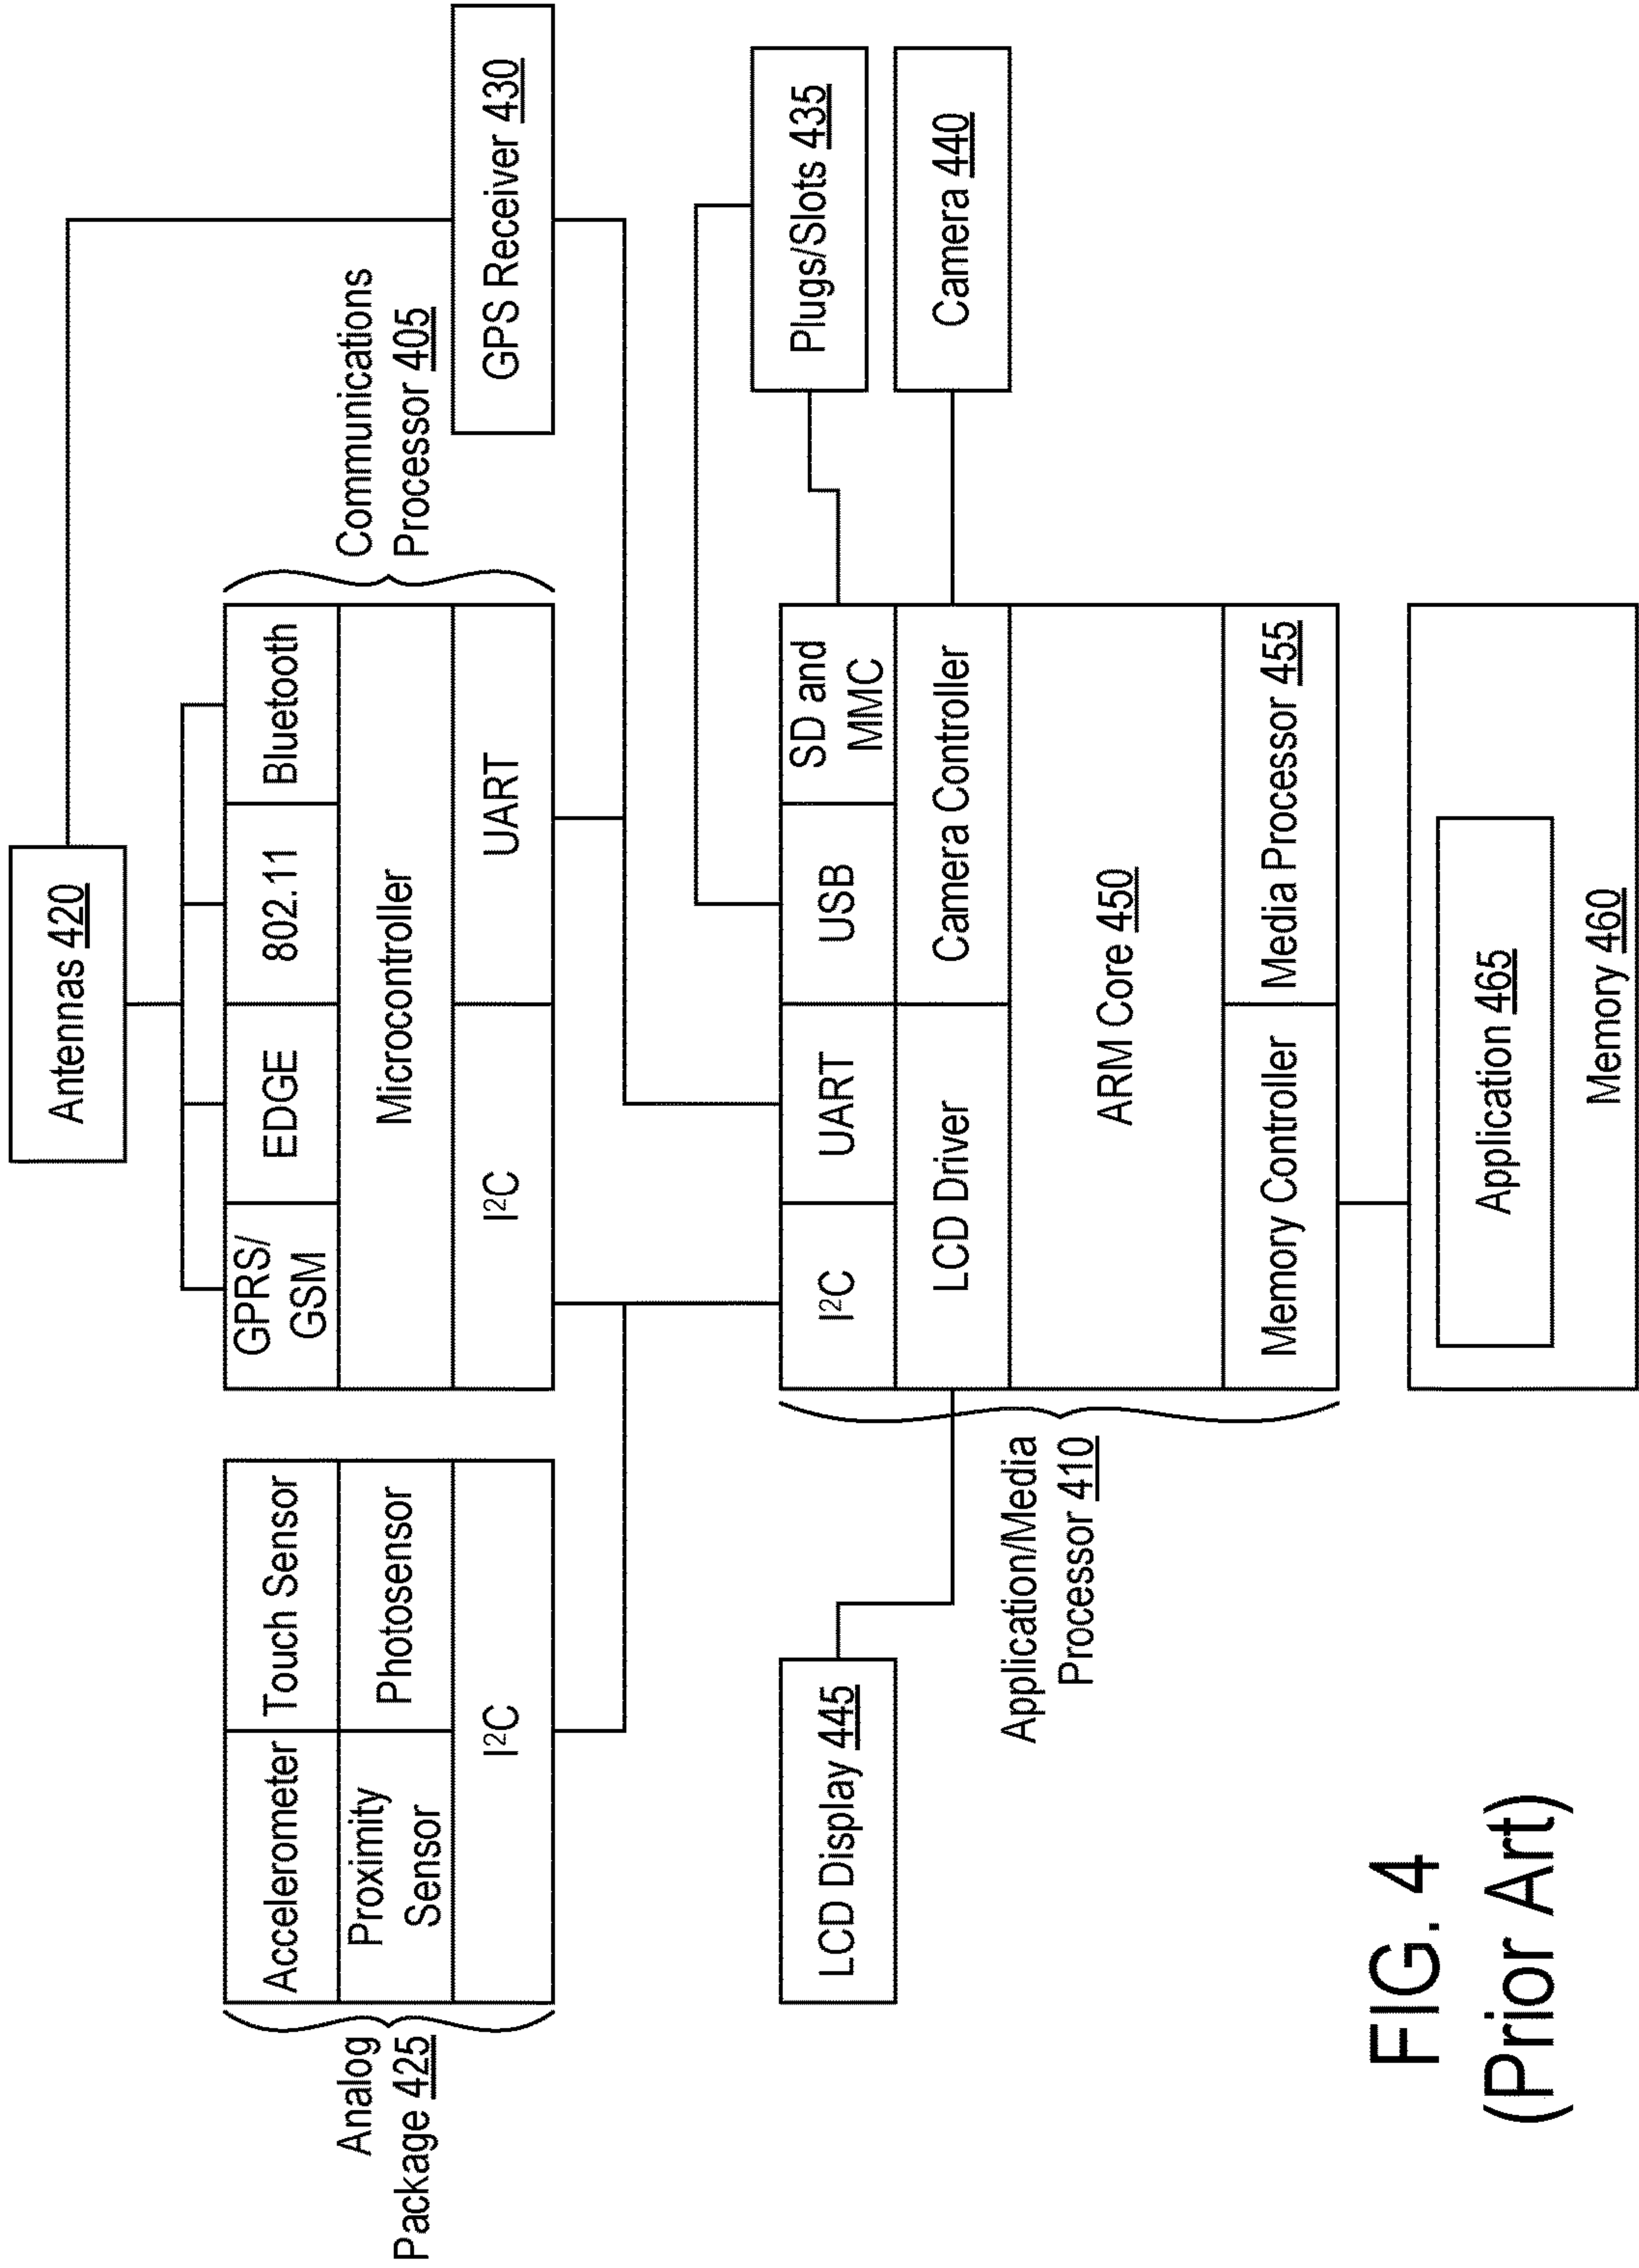 Antennas 420
Communications
Processor 405
GPS Receiver 430
Analog
Package 425
Accelerometer
Touch Sensor
Proximity
Sensor
Photosensor
I²C
GPRS/
GSM
EDGE
802.11
Bluetooth
Microcontroller
I²C
UART
Plugs/Slots 435
Camera 440
LCD Display 445
I²C
UART
USB
SD and
MMC
LCD Driver
Camera Controller
ARM Core 450
Memory Controller
Media Processor 455
Application/Media
Processor 410
Application 465
Memory 460
FIG. 4
(Prior Art)